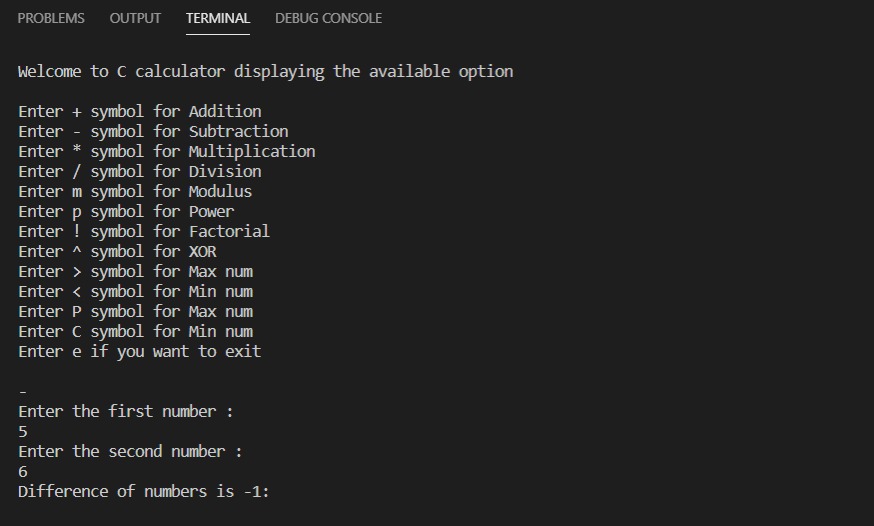 PROBLEMS OUTPUT TERMINAL DEBUG CONSOLE
Welcome to C calculator displaying the available option
Enter + symbol for Addition
Enter - symbol for Subtraction
Enter * symbol for Multiplication
Enter / symbol for Division
Enter m symbol for Modulus
Enter p symbol for Power
Enter ! symbol for Factorial
Enter ^ symbol for XOR
Enter > symbol for Max num
Enter < symbol for Min num
Enter P symbol for Max num
Enter C symbol for Min num
Enter e if you want to exit
-
Enter the first number :
5
Enter the second number :
6
Difference of numbers is -1: